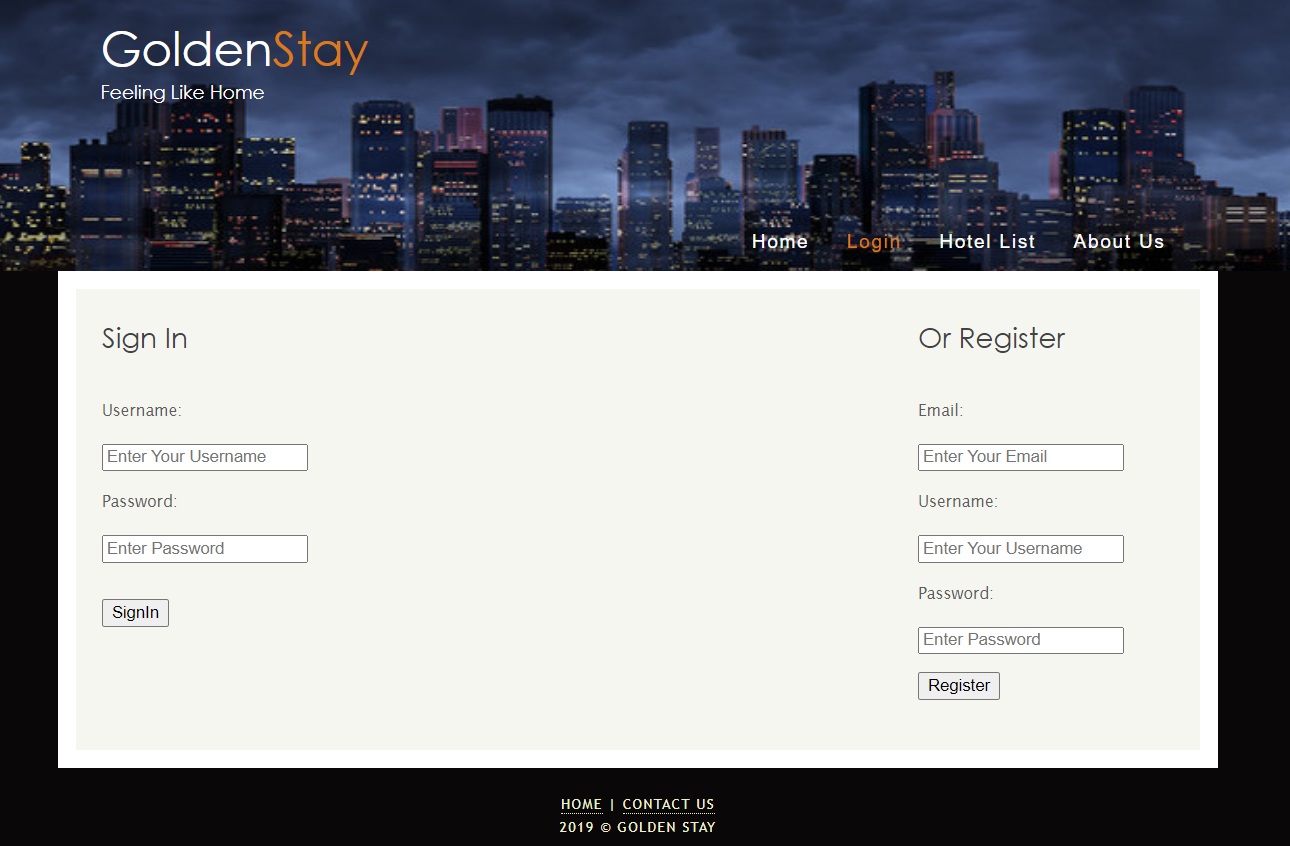 GoldenStay
Feeling Like Home
Home Login Hotel List About Us
Sign In
Username:
Enter Your Username
Password:
Enter Password
SignIn
Or Register
Email:
Enter Your Email
Username:
Enter Your Username
Password:
Enter Password
Register
HOME | CONTACT US
2019 © GOLDEN STAY